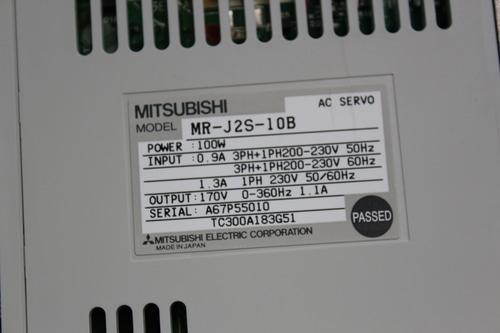 MITSUBISHI AC SERVO
MODEL MR-J2S-10B
POWER :100W
INPUT :0.9A 3PH+1PH200-230V 50Hz
3PH+1PH200-230V 60Hz
1.3A 1PH 230V 50/60Hz
OUTPUT:170V 0-360Hz 1.1A
SERIAL: A67P55010
TC300A183G51
PASSED
MITSUBISHI ELECTRIC CORPORATION
MADE IN JAPAN